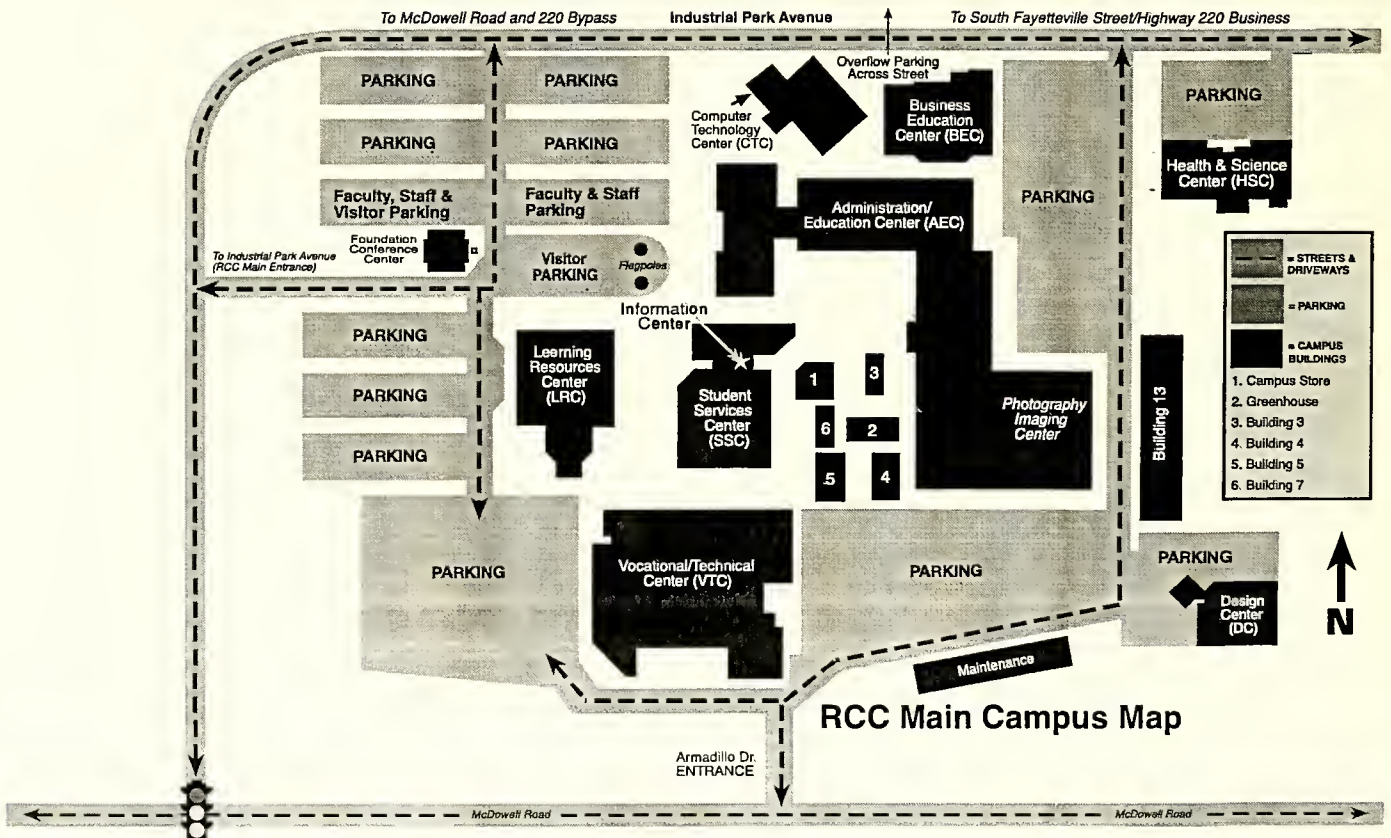 To McDowell Road and 220 Bypass
Industrial Park Avenue
To South Fayetteville Street/Highway 220 Business
Overflow Parking
Across Street
PARKING
PARKING
Computer
Technology
Center (CTC)
Business
Education
Center (BEC)
PARKING
PARKING
PARKING
Health & Science
Center (HSC)
Faculty, Staff &
Visitor Parking
Faculty & Staff
Parking
Administration/
Education Center (AEC)
PARKING
Foundation
Conference
Center
To Industrial Park Avenue
(RCC Main Entrance)
Visitor
PARKING
Flagpoles
= STREETS &
DRIVEWAYS
= PARKING
= CAMPUS
BUILDINGS
1. Campus Store
2. Greenhouse
3. Building 3
4. Building 4
5. Building 5
6. Building 7
Information
Center
PARKING
PARKING
PARKING
Learning
Resources
Center
(LRC)
Student
Services
Center
(SSC)
1
3
6
2
5
4
Photography
Imaging
Center
Building 13
PARKING
Vocational/Technical
Center (VTC)
PARKING
PARKING
Design
Center
(DC)
N
Maintenance
RCC Main Campus Map
Armadillo Dr.
ENTRANCE
McDowell Road
McDowell Road